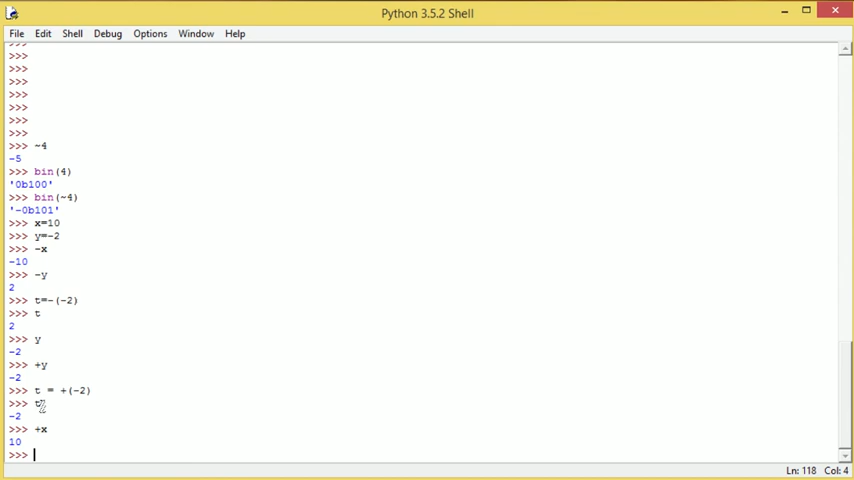 Python 3.5.2 Shell
File Edit Shell Debug Options Window Help
>>>
>>>
>>>
>>>
>>>
>>>
>>>
>>>
>>> ~4
-5
>>> bin(4)
'0b100'
>>> bin(~4)
'-0b101'
>>> x=10
>>> y=-2
>>> -x
-10
>>> -y
2
>>> t=-(-2)
>>> t
2
>>> y
-2
>>> +y
-2
>>> t = +(-2)
>>> t
-2
>>> +x
10
>>>
Ln: 118 Col: 4